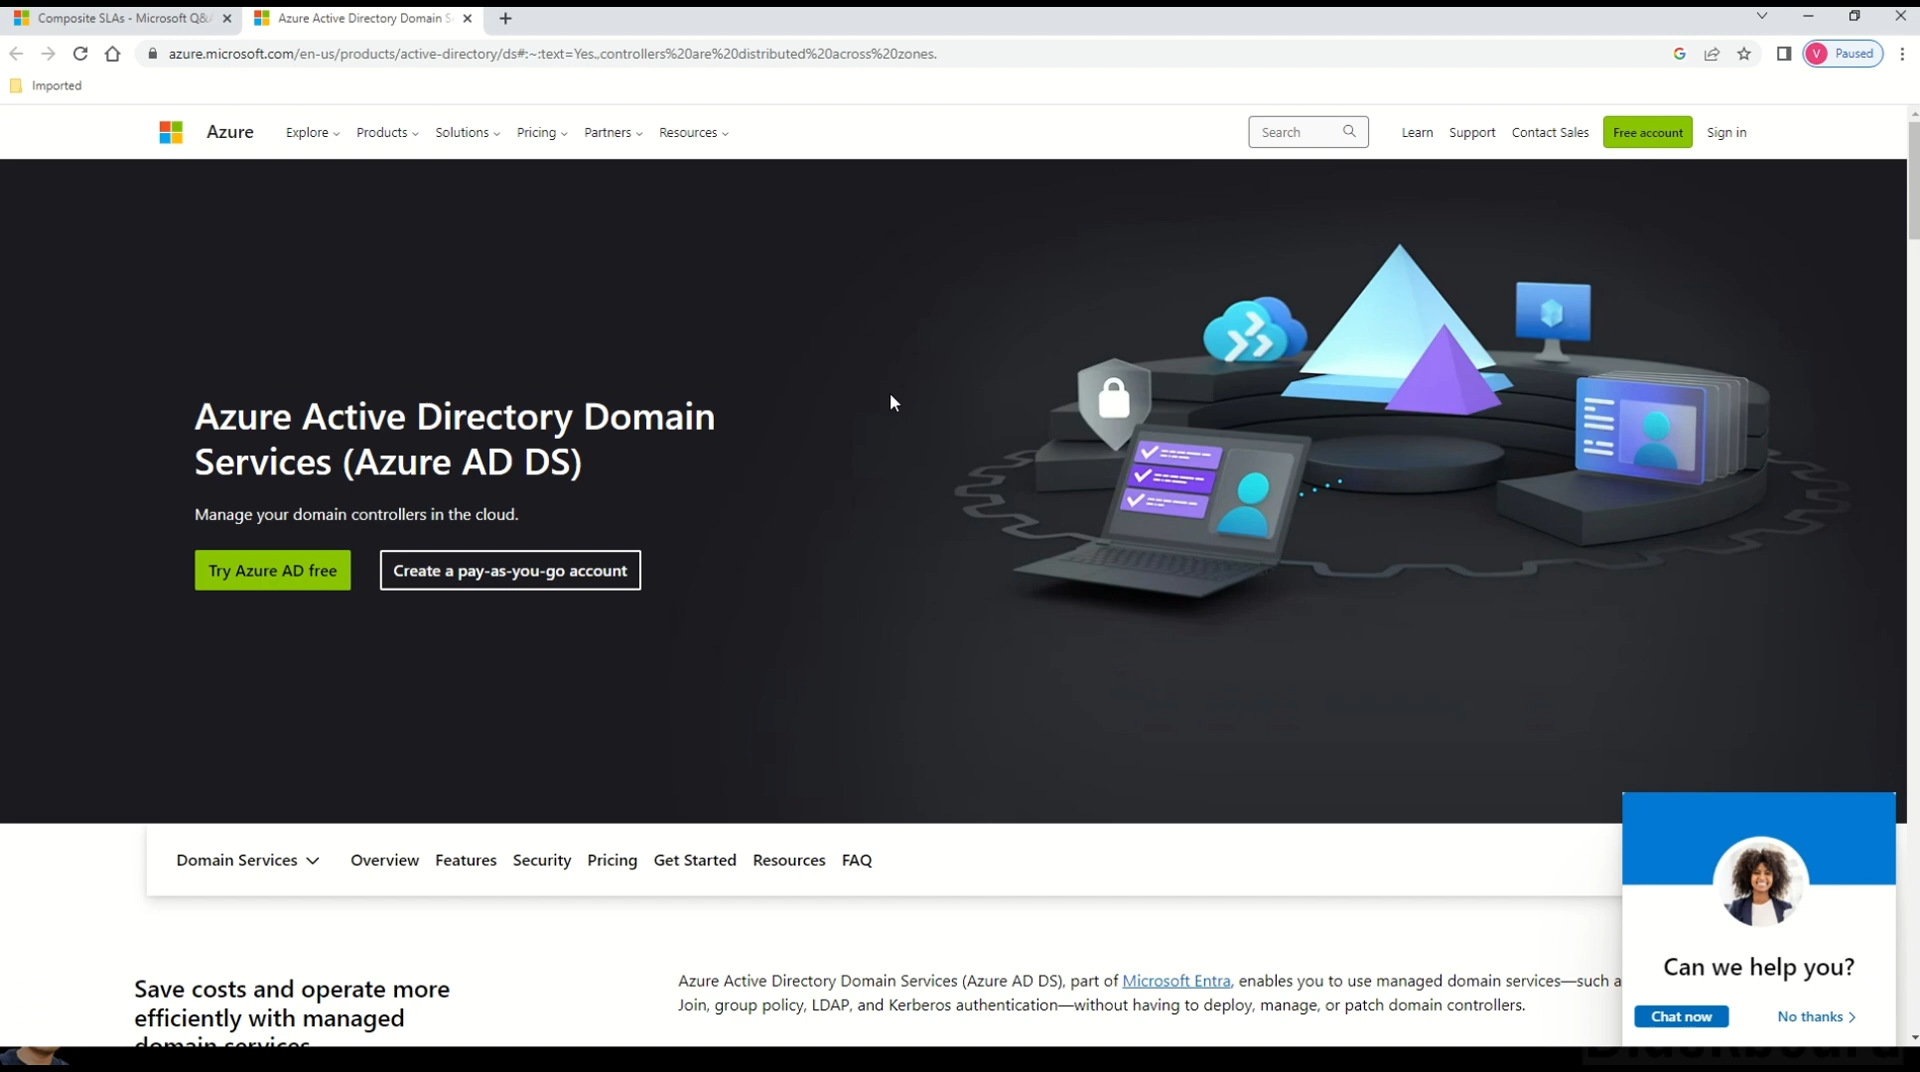 Composite SLAs - Microsoft Q&A
Azure Active Directory Domain S
azure.microsoft.com/en-us/products/active-directory/ds#:~:text=Yes.,controllers%20are%20distributed%20across%20zones.
V Paused
Imported
Azure
Explore
Products
Solutions
Pricing
Partners
Resources
Search
Learn
Support
Contact Sales
Free account
Sign in
Azure Active Directory Domain
Services (Azure AD DS)
Manage your domain controllers in the cloud.
Try Azure AD free
Create a pay-as-you-go account
Domain Services
Overview
Features
Security
Pricing
Get Started
Resources
FAQ
Save costs and operate more
efficiently with managed
domain services
Azure Active Directory Domain Services (Azure AD DS), part of Microsoft Entra, enables you to use managed domain services—such a
Join, group policy, LDAP, and Kerberos authentication—without having to deploy, manage, or patch domain controllers.
Can we help you?
Chat now
No thanks